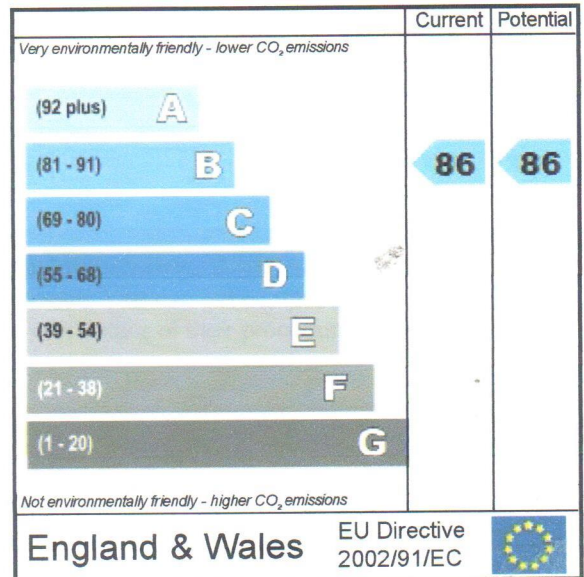 Current Potential
Very environmentally friendly - lower CO₂ emissions
(92 plus) A
(81 - 91) B 86 86
(69 - 80) C
(55 - 68) D
(39 - 54) E
(21 - 38) F
(1 - 20) G
Not environmentally friendly - higher CO₂ emissions
England & Wales EU Directive
2002/91/EC